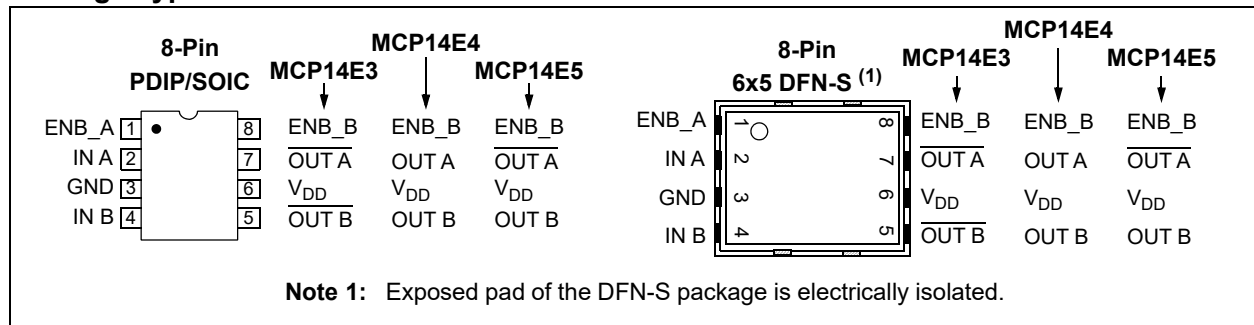 8-Pin
PDIP/SOIC
MCP14E3
MCP14E4
MCP14E5
ENB_A 1 8 ENB_B ENB_B ENB_B
IN A 2 7 OUT A OUT A OUT A
GND 3 6 VDD VDD VDD
IN B 4 5 OUT B OUT B OUT B
8-Pin
6x5 DFN-S (1)
MCP14E3
MCP14E4
MCP14E5
ENB_A 1 8 ENB_B ENB_B ENB_B
IN A 2 7 OUT A OUT A OUT A
GND 3 6 VDD VDD VDD
IN B 4 5 OUT B OUT B OUT B
Note 1: Exposed pad of the DFN-S package is electrically isolated.